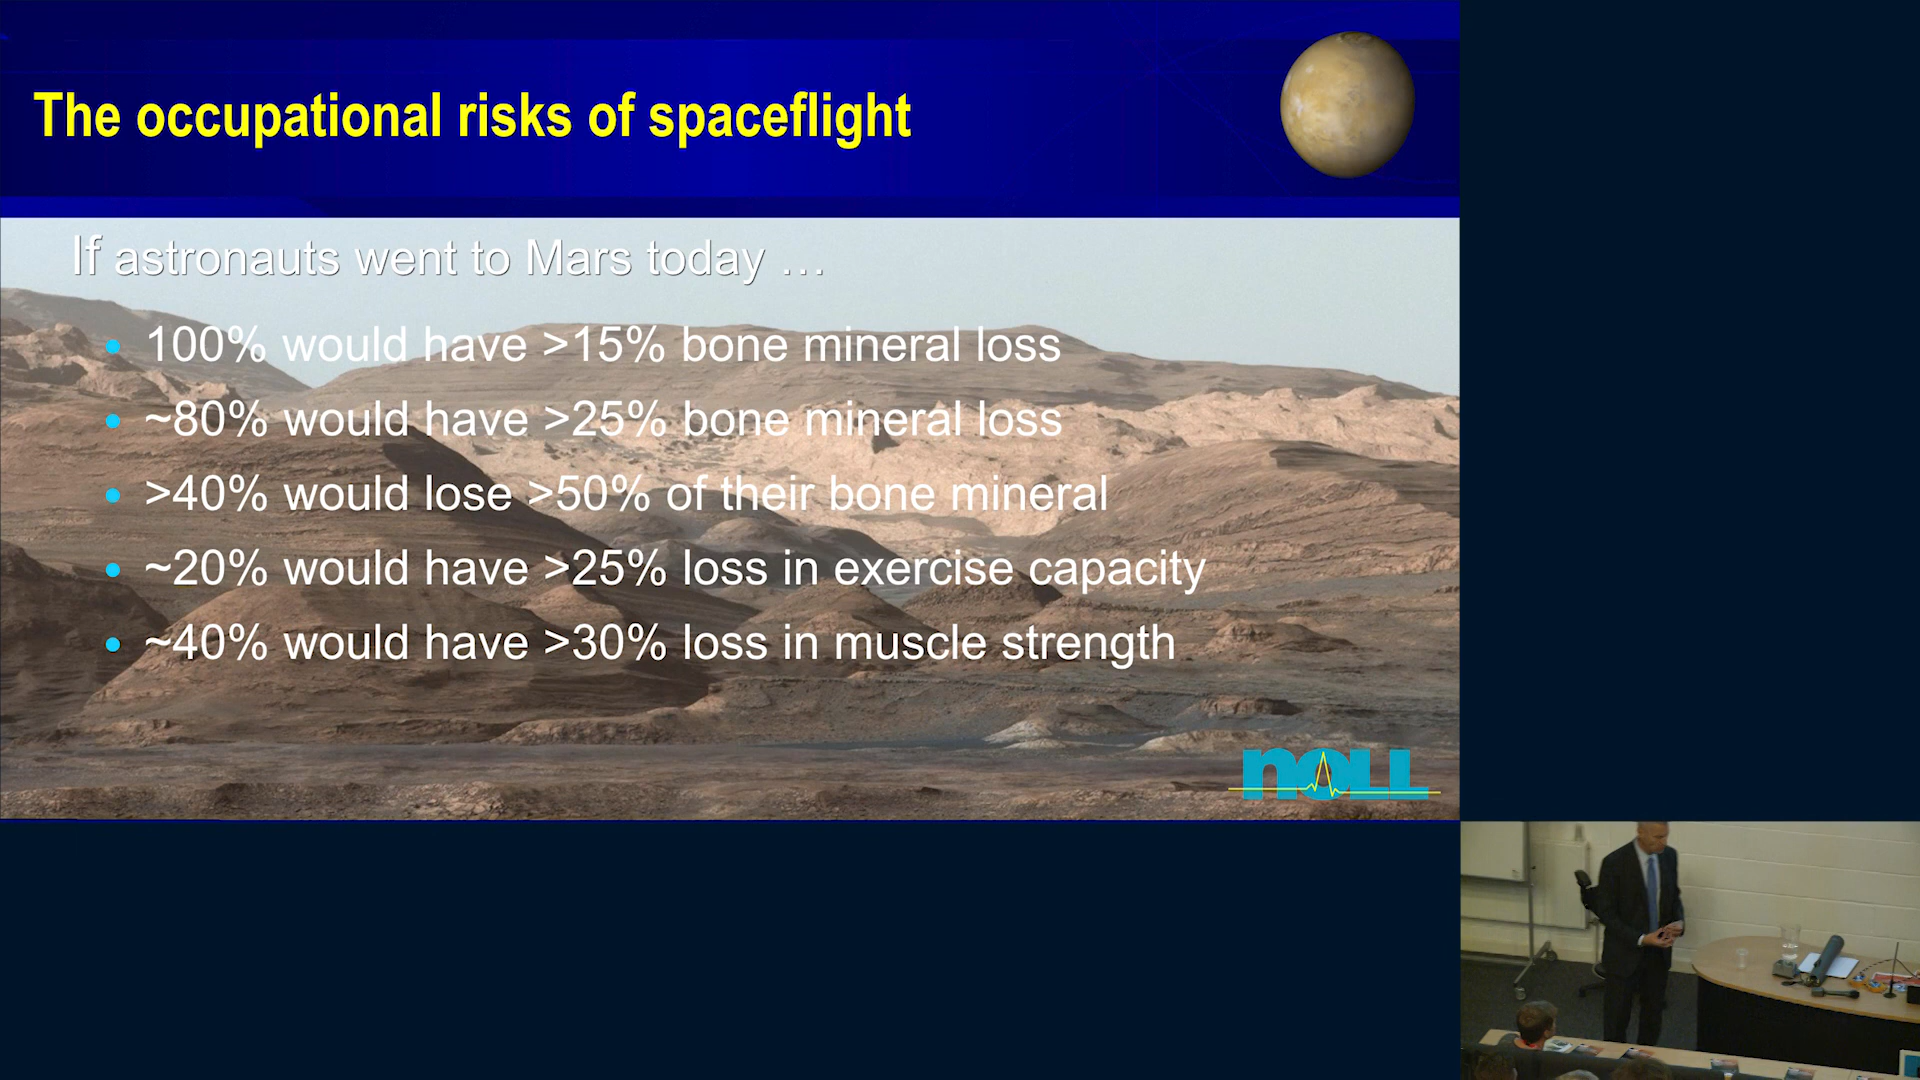 The occupational risks of spaceflight
If astronauts went to Mars today …
100% would have >15% bone mineral loss
~80% would have >25% bone mineral loss
>40% would lose >50% of their bone mineral
~20% would have >25% loss in exercise capacity
~40% would have >30% loss in muscle strength
noLL